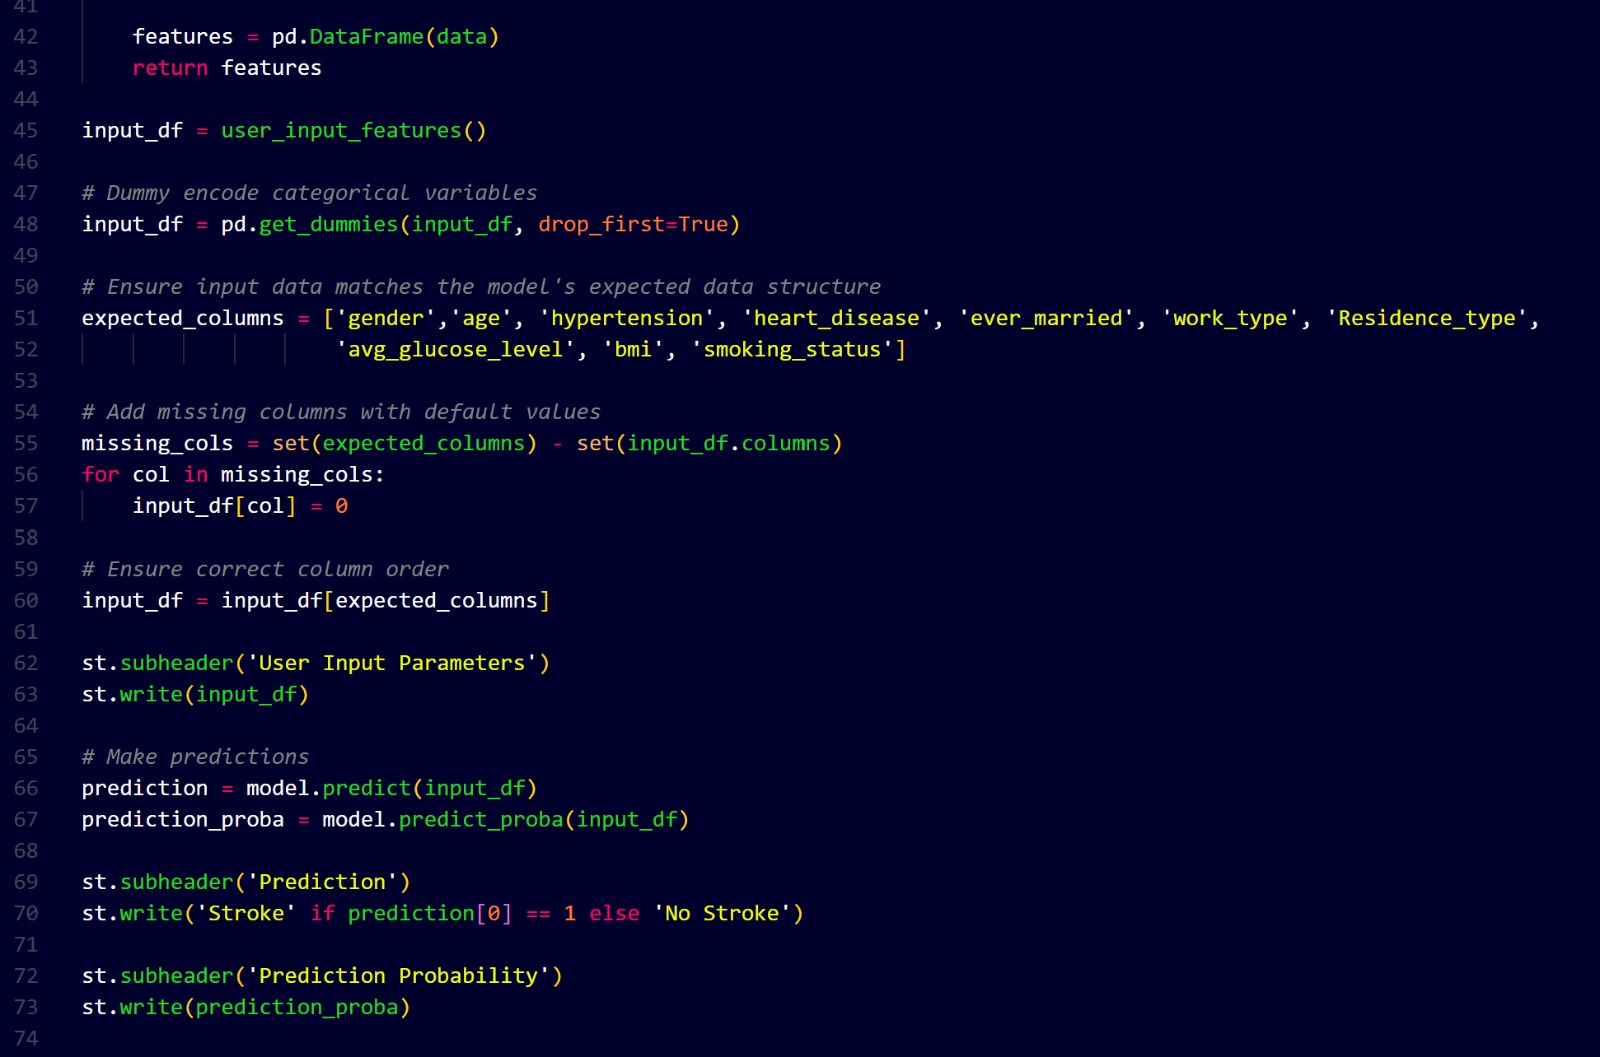 41
42 features = pd.DataFrame(data)
43 return features
44
45 input_df = user_input_features()
46
47 # Dummy encode categorical variables
48 input_df = pd.get_dummies(input_df, drop_first=True)
49
50 # Ensure input data matches the model's expected data structure
51 expected_columns = ['gender','age', 'hypertension', 'heart_disease', 'ever_married', 'work_type', 'Residence_type',
52 'avg_glucose_level', 'bmi', 'smoking_status']
53
54 # Add missing columns with default values
55 missing_cols = set(expected_columns) - set(input_df.columns)
56 for col in missing_cols:
57 input_df[col] = 0
58
59 # Ensure correct column order
60 input_df = input_df[expected_columns]
61
62 st.subheader('User Input Parameters')
63 st.write(input_df)
64
65 # Make predictions
66 prediction = model.predict(input_df)
67 prediction_proba = model.predict_proba(input_df)
68
69 st.subheader('Prediction')
70 st.write('Stroke' if prediction[0] == 1 else 'No Stroke')
71
72 st.subheader('Prediction Probability')
73 st.write(prediction_proba)
74